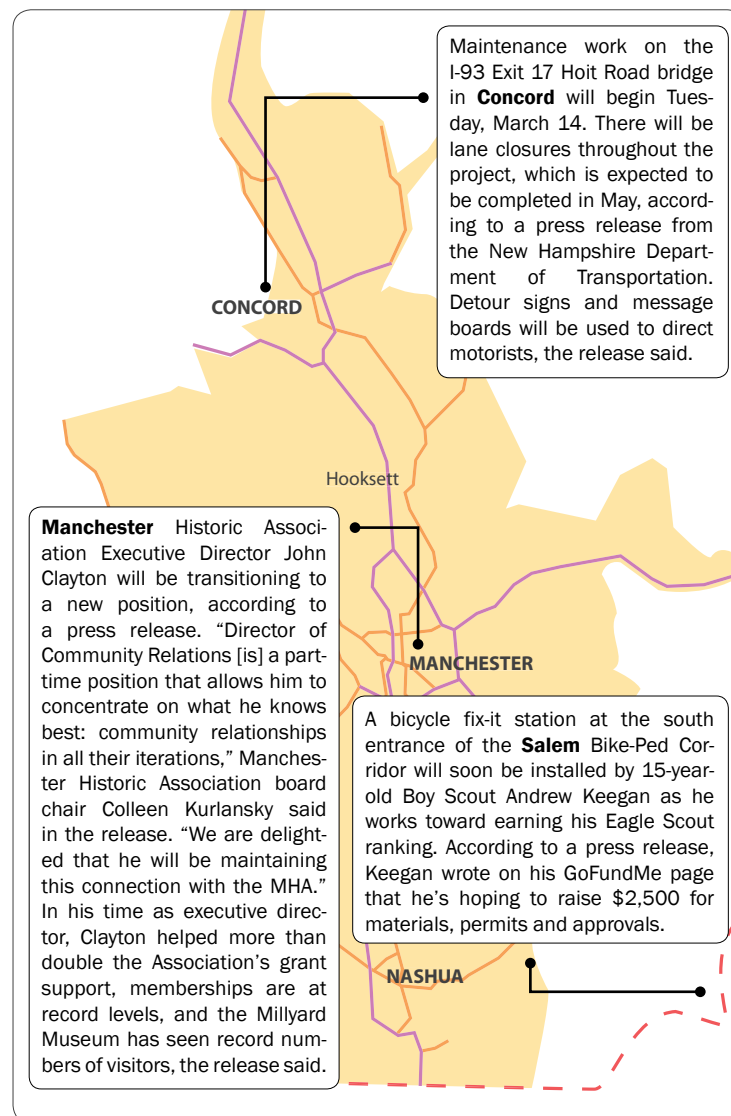 Maintenance work on the
I-93 Exit 17 Hoit Road bridge
in Concord will begin Tues-
day, March 14. There will be
lane closures throughout the
project, which is expected to
be completed in May, accord-
ing to a press release from
the New Hampshire Depart-
ment of Transportation.
Detour signs and message
boards will be used to direct
motorists, the release said.
CONCORD
Hooksett
Manchester Historic Associ-
ation Executive Director John
Clayton will be transitioning to
a new position, according to
a press release. “Director of
Community Relations [is] a part-
time position that allows him to
concentrate on what he knows
best: community relationships
in all their iterations,” Manches-
ter Historic Association board
chair Colleen Kurlansky said
in the release. “We are delight-
ed that he will be maintaining
this connection with the MHA.”
In his time as executive direc-
tor, Clayton helped more than
double the Association’s grant
support, memberships are at
record levels, and the Millyard
Museum has seen record num-
bers of visitors, the release said.
MANCHESTER
A bicycle fix-it station at the south
entrance of the Salem Bike-Ped Cor-
ridor will soon be installed by 15-year-
old Boy Scout Andrew Keegan as he
works toward earning his Eagle Scout
ranking. According to a press release,
Keegan wrote on his GoFundMe page
that he’s hoping to raise $2,500 for
materials, permits and approvals.
NASHUA